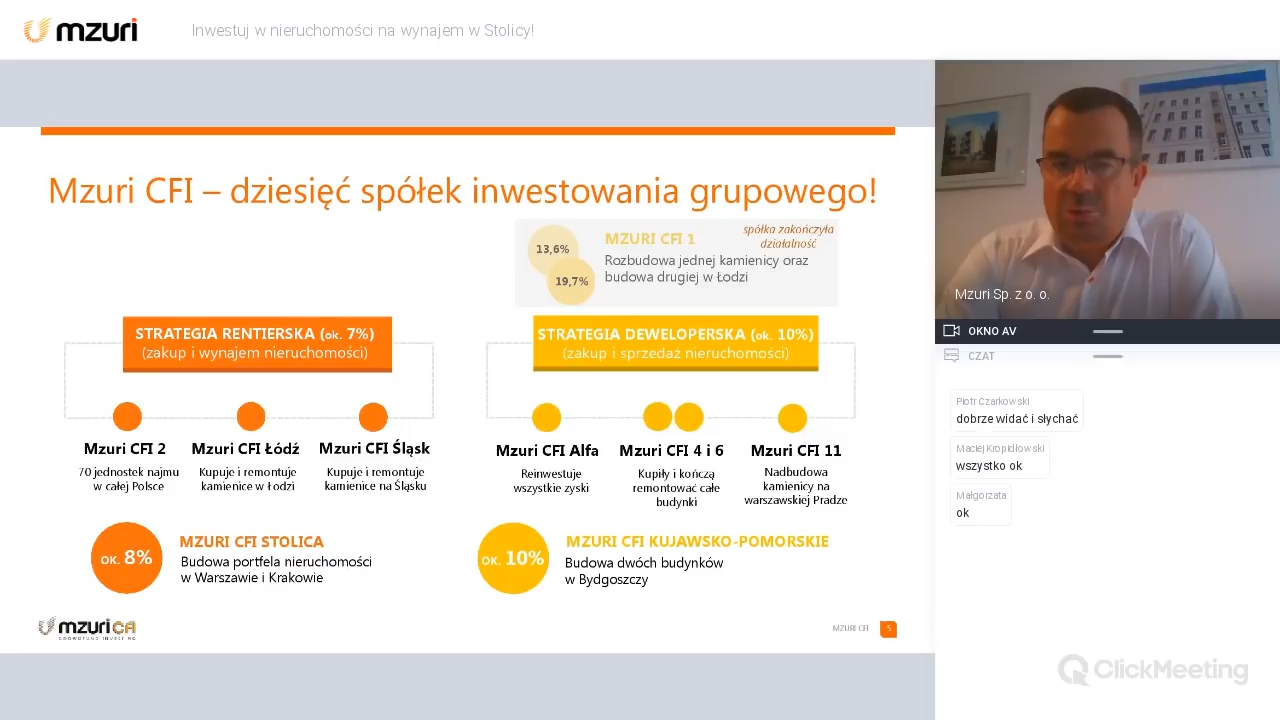 mzuri
Inwestuj w nieruchomości na wynajem w Stolicy!
Mzuri CFI – dziesięć spółek inwestowania grupowego!
13,6%
19,7%
MZURI CFI 1
spółka zakończyła
działalność
Rozbudowa jednej kamienicy oraz
budowa drugiej w Łodzi
STRATEGIA RENTIERSKA (ok. 7%)
(zakup i wynajem nieruchomości)
STRATEGIA DEWELOPERSKA (ok. 10%)
(zakup i sprzedaż nieruchomości)
Mzuri CFI 2
70 jednostek najmu
w całej Polsce
Mzuri CFI Łódź
Kupuje i remontuje
kamienice w Łodzi
Mzuri CFI Śląsk
Kupuje i remontuje
kamienice na Śląsku
Mzuri CFI Alfa
Reinwestuje
wszystkie zyski
Mzuri CFI 4 i 6
Kupiły i kończą
remontować całe
budynki
Mzuri CFI 11
Nadbudowa
kamienicy na
warszawskiej Pradze
OK. 8%
MZURI CFI STOLICA
Budowa portfela nieruchomości
w Warszawie i Krakowie
OK. 10%
MZURI CFI KUJAWSKO-POMORSKIE
Budowa dwóch budynków
w Bydgoszczy
mzuri CFI
CROWDFUND INVESTING
MZURI CFI
5
Mzuri Sp. z o. o.
OKNO AV
CZAT
Piotr Czarkowski
dobrze widać i słychać
Maciej Kropidłowski
wszystko ok
Małgorzata
ok
ClickMeeting